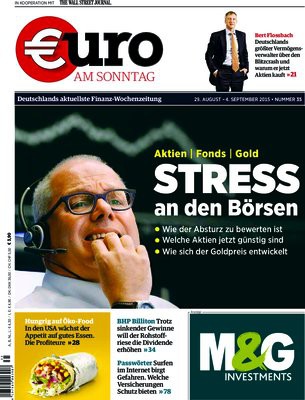 IN KOOPERATION MIT THE WALL STREET JOURNAL
€uro
AM SONNTAG
Bert Flossbach
Deutschlands
größter Vermögens-
verwalter über den
Blitzcrash und
warum er jetzt
Aktien kauft »21
Deutschlands aktuellste Finanz-Wochenzeitung
29. AUGUST – 4. SEPTEMBER 2015 • NUMMER 35
Aktien | Fonds | Gold
STRESS
an den Börsen
• Wie der Absturz zu bewerten ist
• Welche Aktien jetzt günstig sind
• Wie sich der Goldpreis entwickelt
Hungrig auf Öko-Food
In den USA wächst der
Appetit auf gutes Essen.
Die Profiteure »28
BHP Billiton Trotz
sinkender Gewinne
will der Rohstoff-
riese die Dividende
erhöhen »34
Passwörter Surfen
im Internet birgt
Gefahren. Welche
Versicherungen
Schutz bieten »78
ANZEIGE
M&G
INVESTMENTS
35